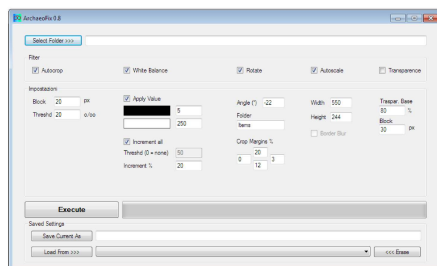 ArchaeoFix 0.8
Select Folder >>>
Filter
Autocrop White Balance Rotate Autoscale Transparence
Impostazioni
Block 20 px
Threshld 20 o/oo
Apply Value
5
250
Increment all
Threshld (0 = none) 50
Increment % 20
Angle (°) -22
Folder
Items
Crop Margins %
20
0 3
12
Width 550
Height 244
Border Blur
Traspar. Base
80 %
Block
30 px
Execute
Saved Settings
Save Current As
Load From >>>
<<< Erase